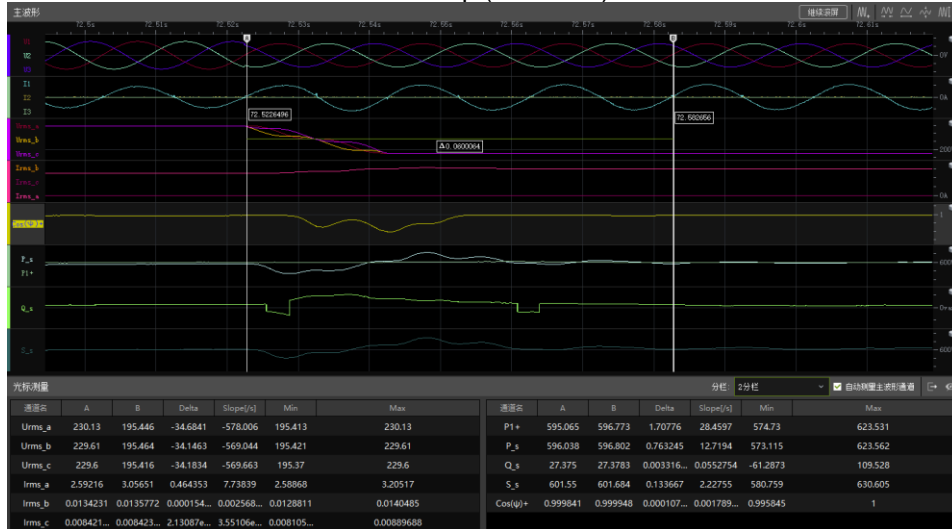 主波形
继续滚屏
72.5s 72.51s 72.52s 72.53s 72.54s 72.55s 72.56s 72.57s 72.58s 72.59s 72.6s 72.61s
0V
I1
I3
0A
72.5226496
72.582656
Urms_b
Δ0.0600064
200
Irms_b
Irms_a
0A
Cos(φ)+
1
P_s
P1+
600
Q_s
S_s
600
光标测量
分栏: 2分栏
自动测量主波形通道
通道名 A B Delta Slope[/s] Min Max
Urms_a 230.13 195.446 -34.6841 -578.006 195.413 230.13
Urms_b 229.61 195.464 -34.1463 -569.044 195.421 229.61
Urms_c 229.6 195.416 -34.1834 -569.663 195.37 229.6
Irms_a 2.59216 3.05651 0.464353 7.73839 2.58868 3.20517
Irms_b 0.0134231 0.0135772 0.000154... 0.002568... 0.0128811 0.0140485
Irms_c 0.008421... 0.008423... 2.13087e... 3.55106e... 0.008105... 0.00889688
通道名 A B Delta Slope[/s] Min Max
P1+ 595.065 596.773 1.70776 28.4597 574.73 623.531
P_s 596.038 596.802 0.763245 12.7194 573.115 623.562
Q_s 27.375 27.3783 0.003316... 0.0552754 -61.2873 109.528
S_s 601.55 601.684 0.133667 2.22755 580.759 630.605
Cos(φ)+ 0.999841 0.999948 0.000107... 0.001789... 0.995845 1